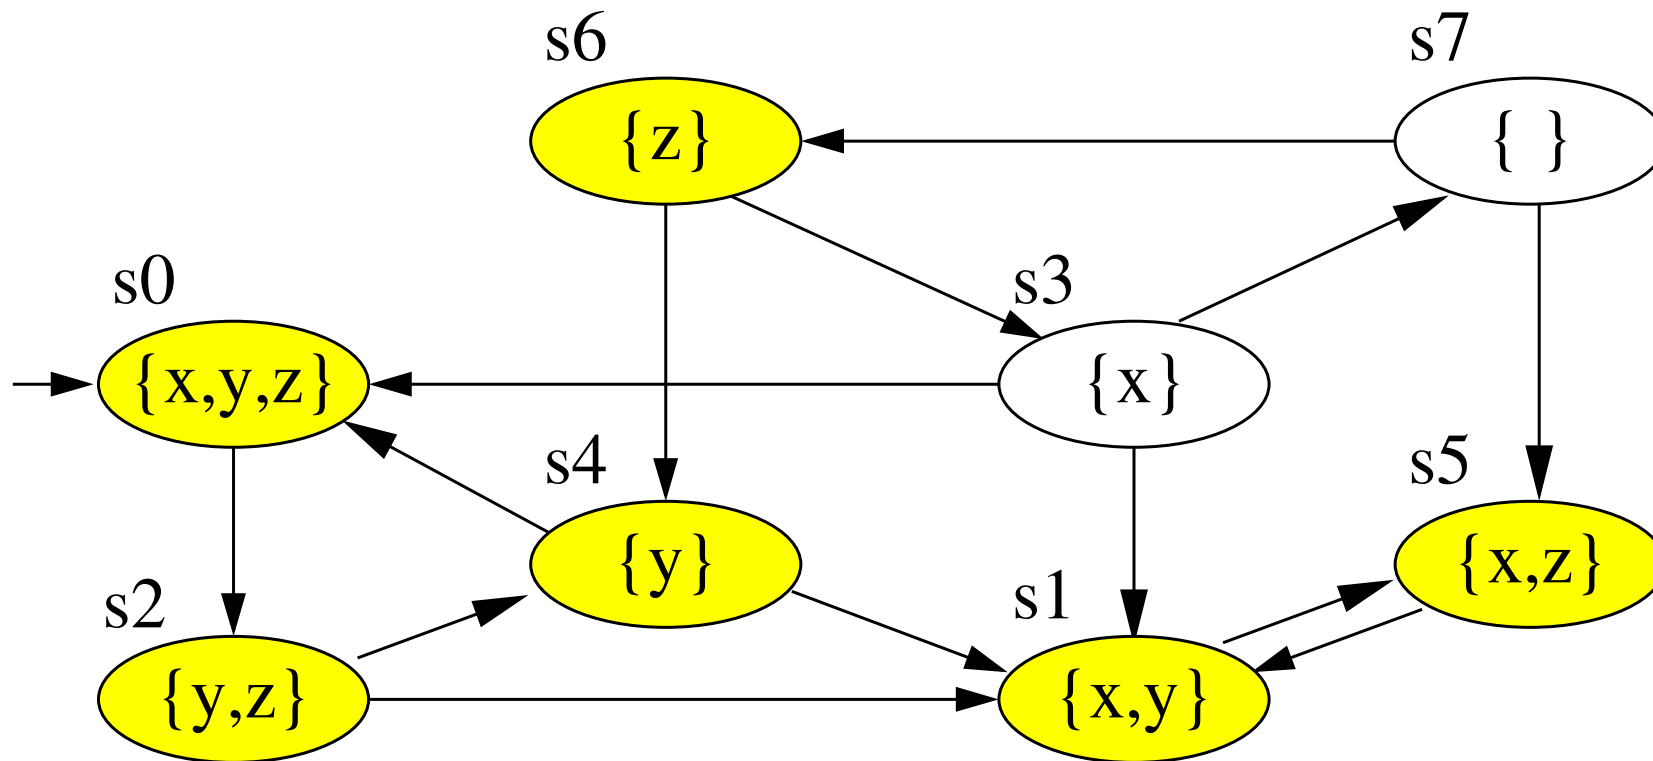 s6
s7
{z}
{ }
s0
s3
{x,y,z}
{x}
s4
s5
{y}
{x,z}
s2
s1
{y,z}
{x,y}